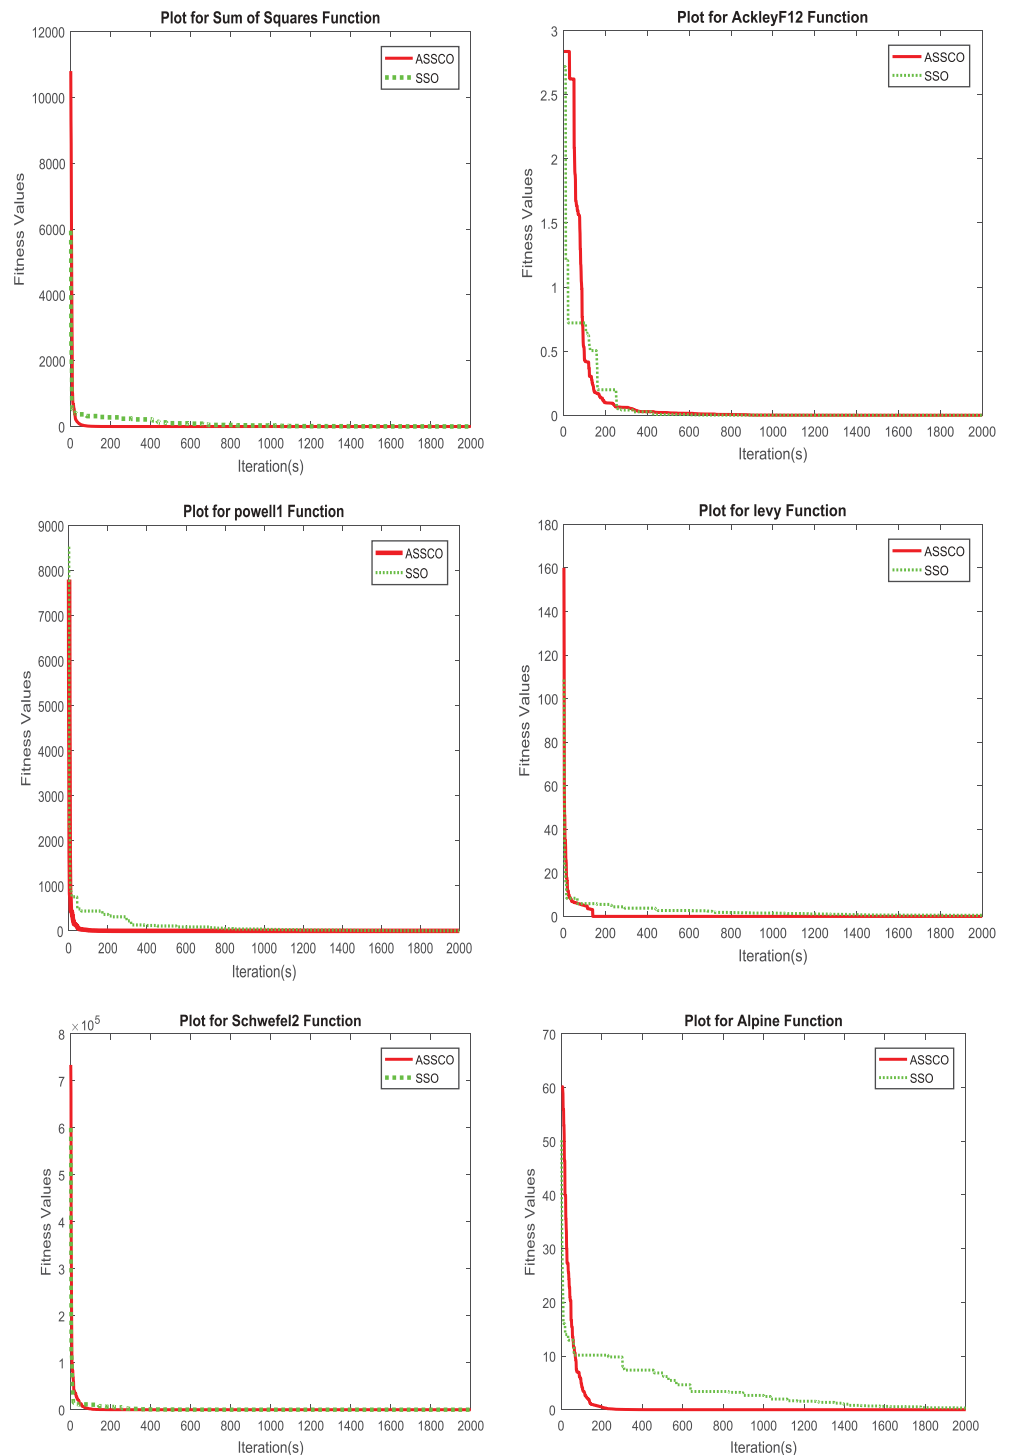 Plot for Sum of Squares Function
12000
10000
8000
6000
4000
2000
0
Fitness Values
ASSCO
SSO
0 200 400 600 800 1000 1200 1400 1600 1800 2000
Iteration(s)
Plot for AckleyF12 Function
3
2.5
2
1.5
1
0.5
0
Fitness Values
ASSCO
SSO
0 200 400 600 800 1000 1200 1400 1600 1800 2000
Iteration(s)
Plot for powell1 Function
9000
8000
7000
6000
5000
4000
3000
2000
1000
0
Fitness Values
ASSCO
SSO
0 200 400 600 800 1000 1200 1400 1600 1800 2000
Iteration(s)
Plot for levy Function
180
160
140
120
100
80
60
40
20
0
Fitness Values
ASSCO
SSO
0 200 400 600 800 1000 1200 1400 1600 1800 2000
Iteration(s)
Plot for Schwefel2 Function
× 10⁵
8
7
6
5
4
3
2
1
0
Fitness Values
ASSCO
SSO
0 200 400 600 800 1000 1200 1400 1600 1800 2000
Iteration(s)
Plot for Alpine Function
70
60
50
40
30
20
10
0
Fitness Values
ASSCO
SSO
0 200 400 600 800 1000 1200 1400 1600 1800 2000
Iteration(s)